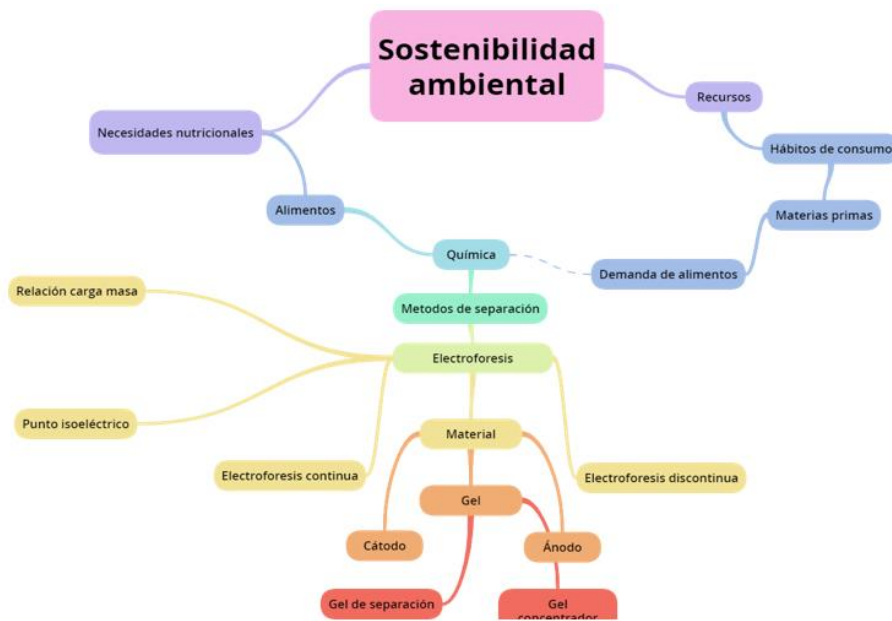 Sostenibilidad
ambiental
Recursos
Necesidades nutricionales
Hábitos de consumo
Alimentos
Materias primas
Química
Demanda de alimentos
Relación carga masa
Metodos de separación
Electroforesis
Punto isoeléctrico
Material
Electroforesis continua
Electroforesis discontinua
Gel
Cátodo
Ánodo
Gel de separación
Gel
concentrador